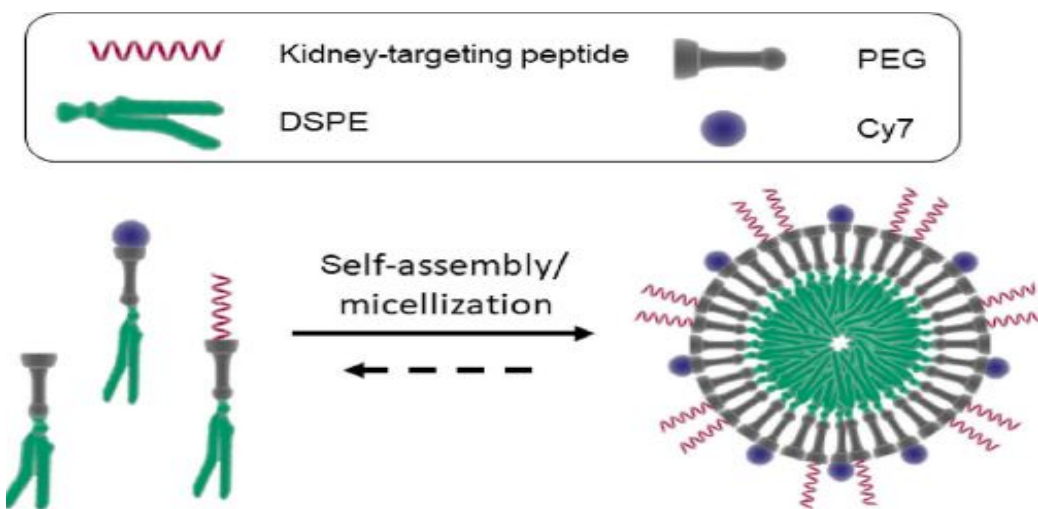 Kidney-targeting peptide
PEG
DSPE
Cy7
Self-assembly/
micellization